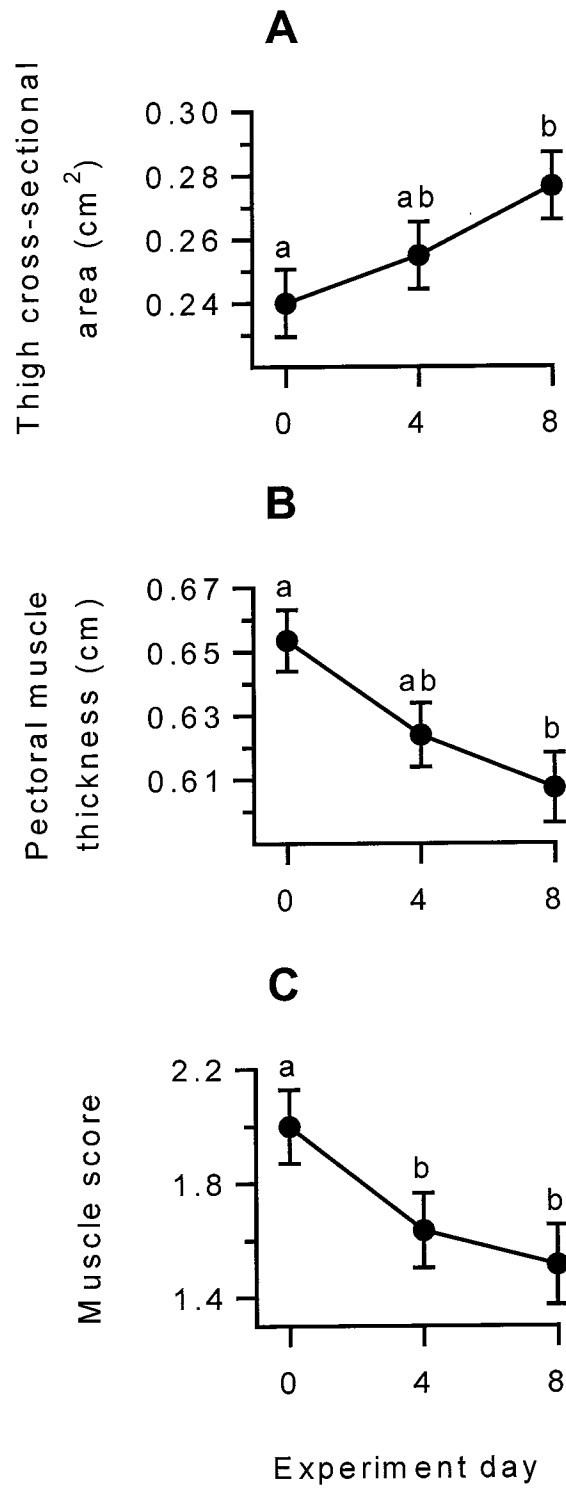 A
Thigh cross-sectional
area (cm²)
0.30
0.28
0.26
0.24
a
ab
b
0
4
8
B
Pectoral muscle
thickness (cm)
0.67
0.65
0.63
0.61
a
ab
b
0
4
8
C
Muscle score
2.2
1.8
1.4
a
b
b
0
4
8
Experiment day